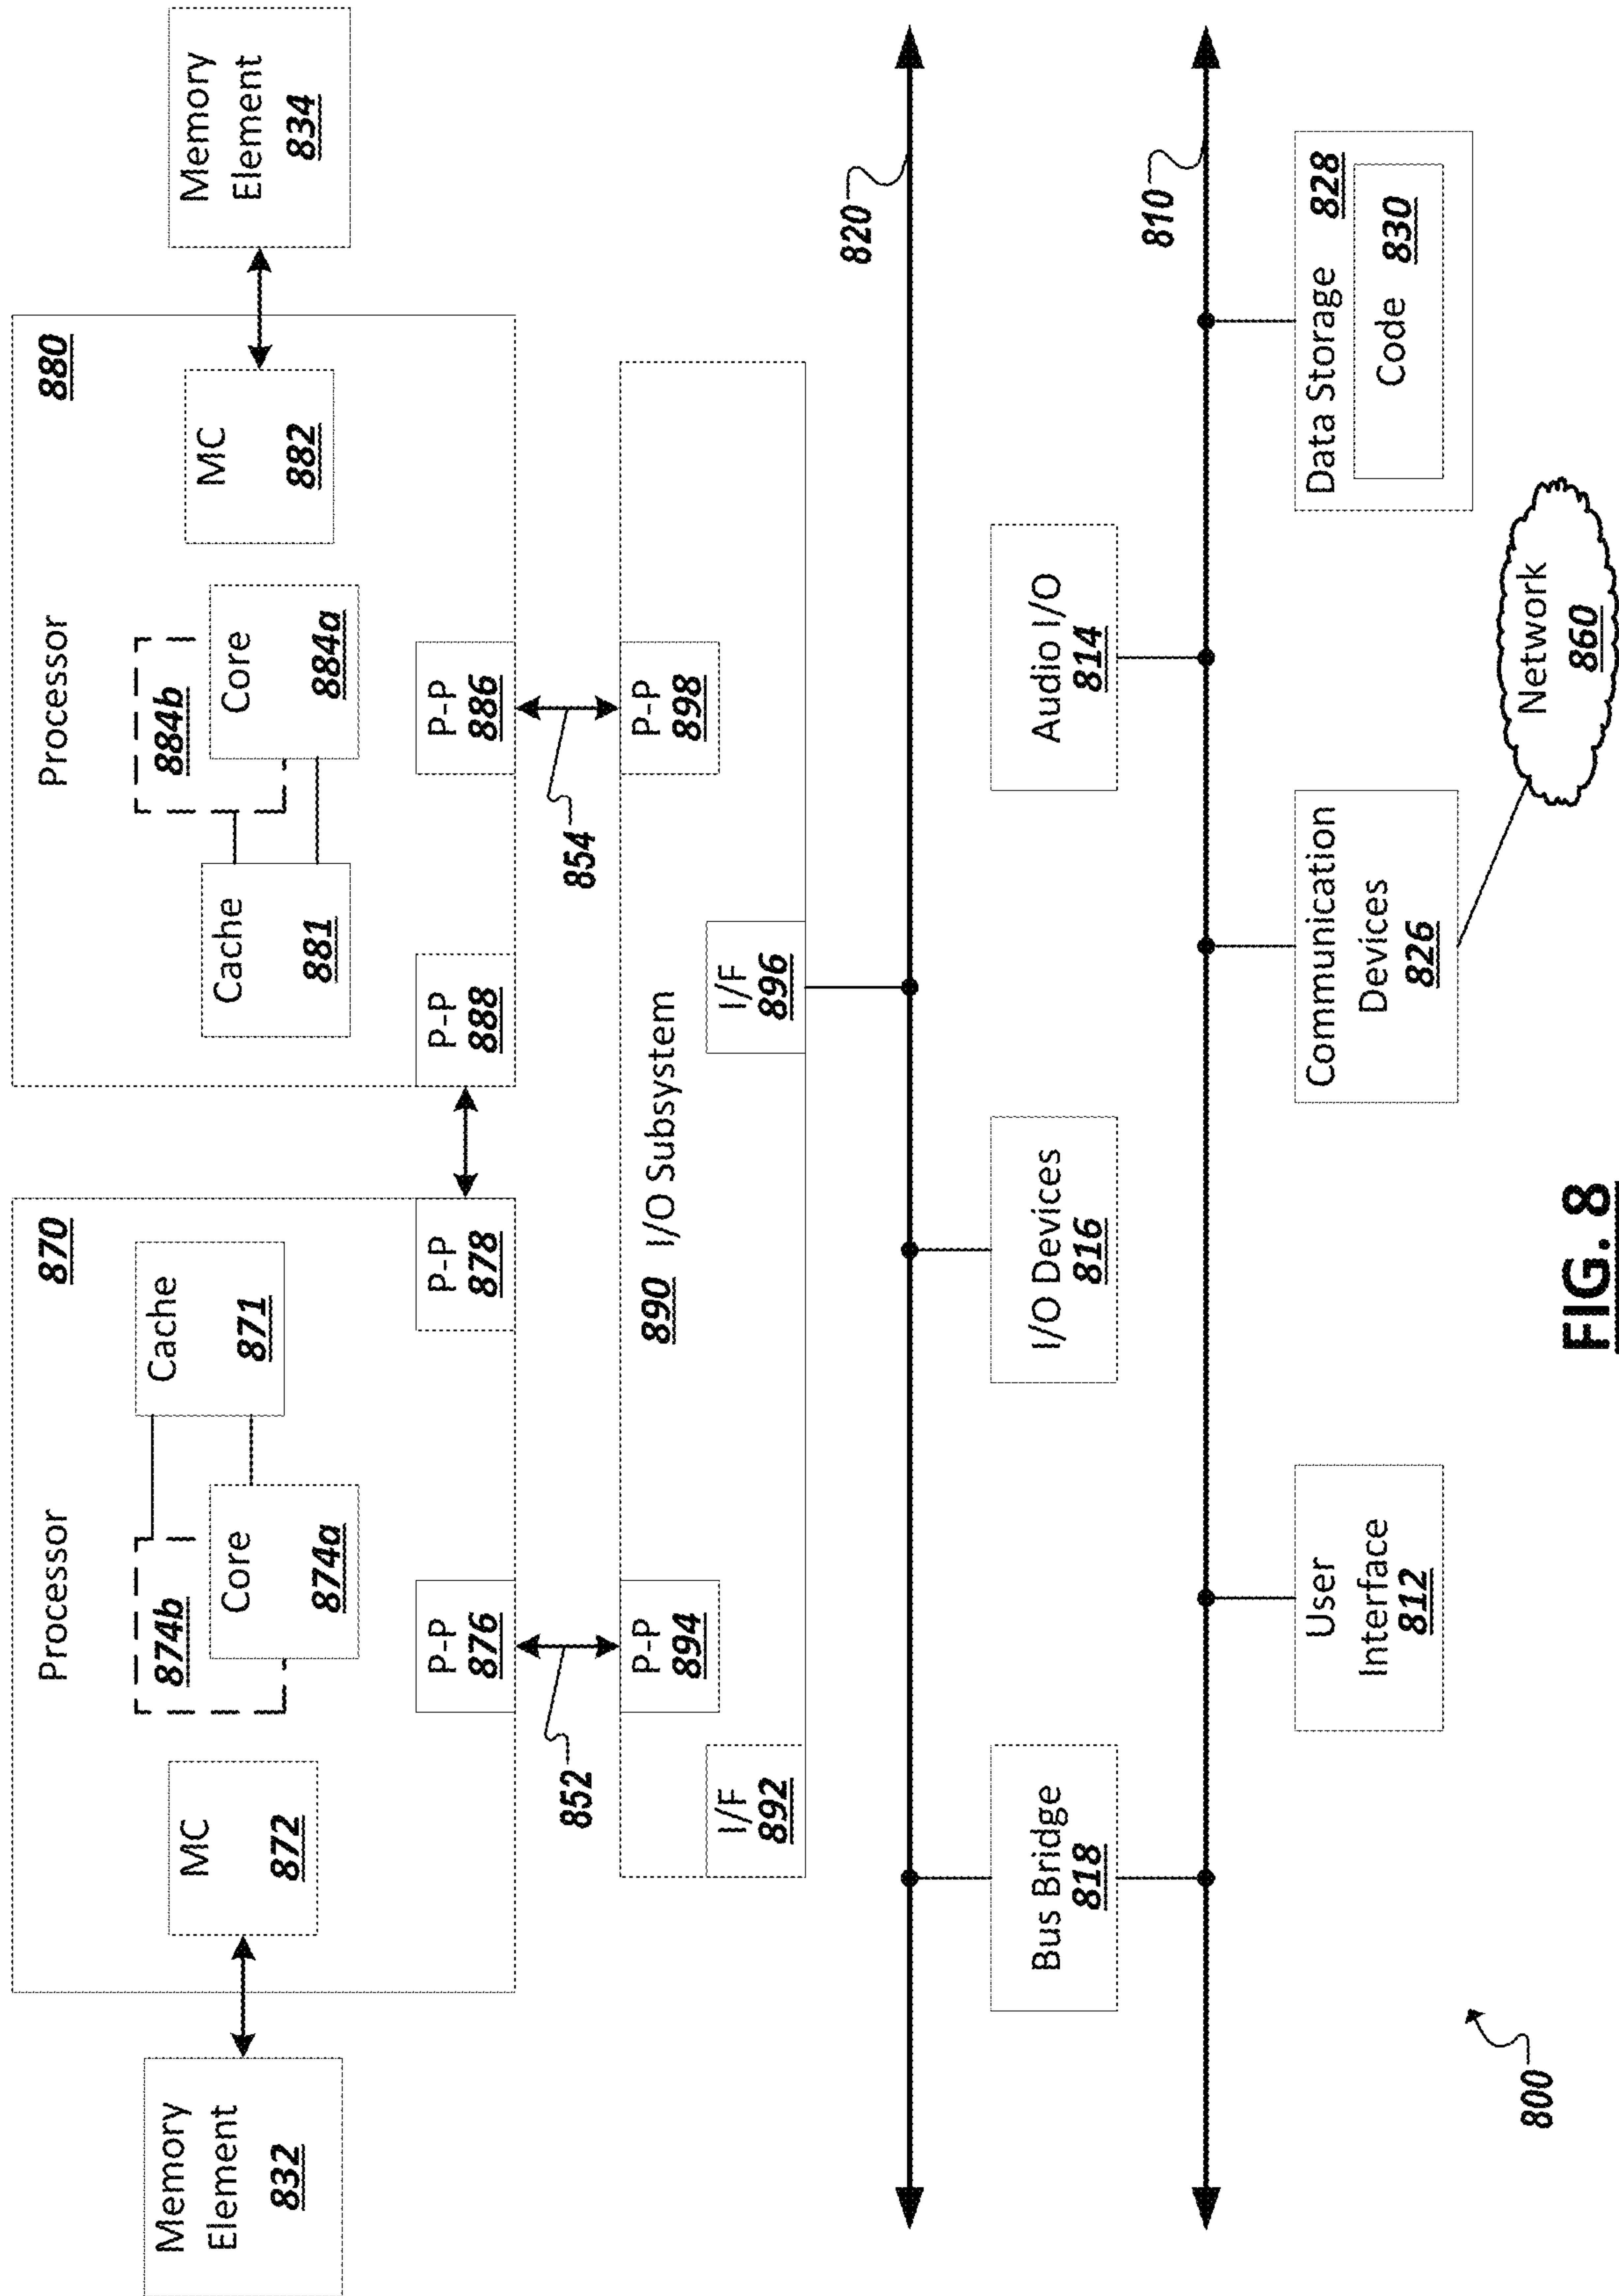 Memory
Element
832
Processor
870
MC
872
874b
Core
874a
Cache
871
P-P
876
P-P
878
Processor
880
Cache
881
884b
Core
884a
MC
882
P-P
888
P-P
886
Memory
Element
834
852
854
890 I/O Subsystem
P-P
894
P-P
898
I/F
892
I/F
896
820
Bus Bridge
818
I/O Devices
816
Audio I/O
814
810
User
Interface
812
Communication
Devices
826
Data Storage 828
Code 830
Network
860
800
FIG. 8